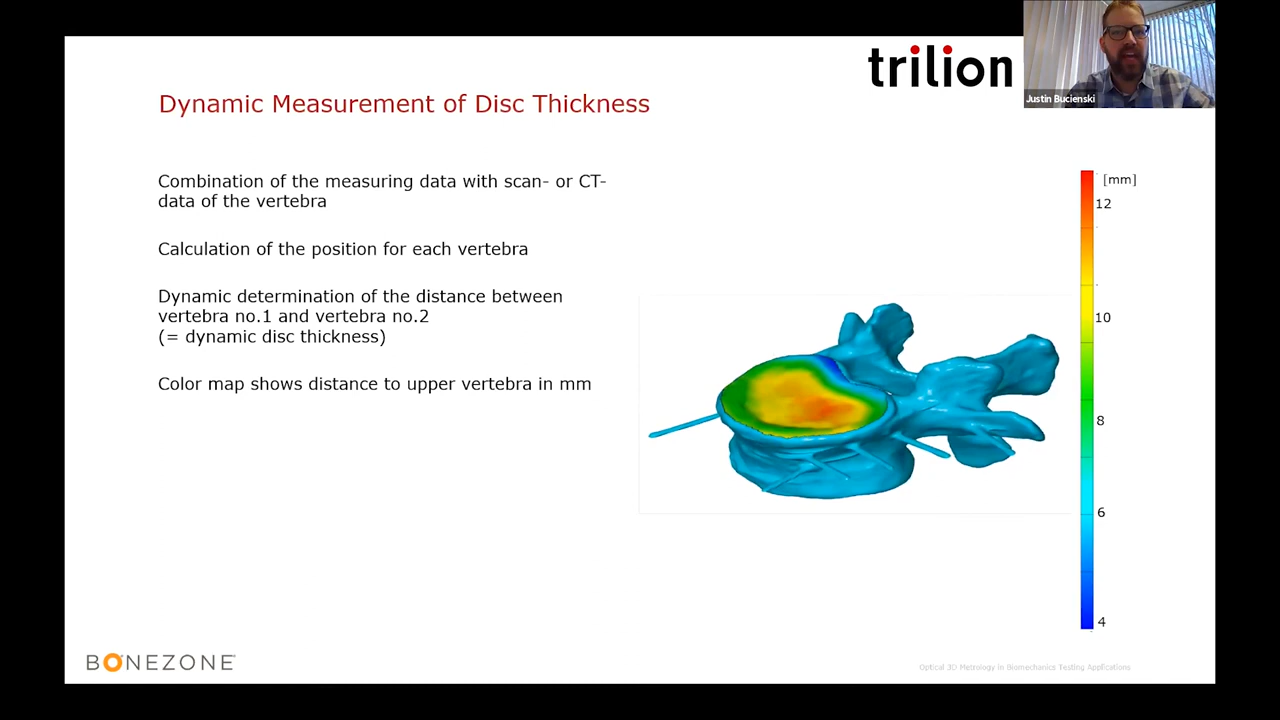 trilion
Justin Bucienski
Dynamic Measurement of Disc Thickness
Combination of the measuring data with scan- or CT-
data of the vertebra
Calculation of the position for each vertebra
Dynamic determination of the distance between
vertebra no.1 and vertebra no.2
(= dynamic disc thickness)
Color map shows distance to upper vertebra in mm
[mm]
12
10
8
6
4
BONEZONE
Optical 3D Metrology in Biomechanics Testing Applications